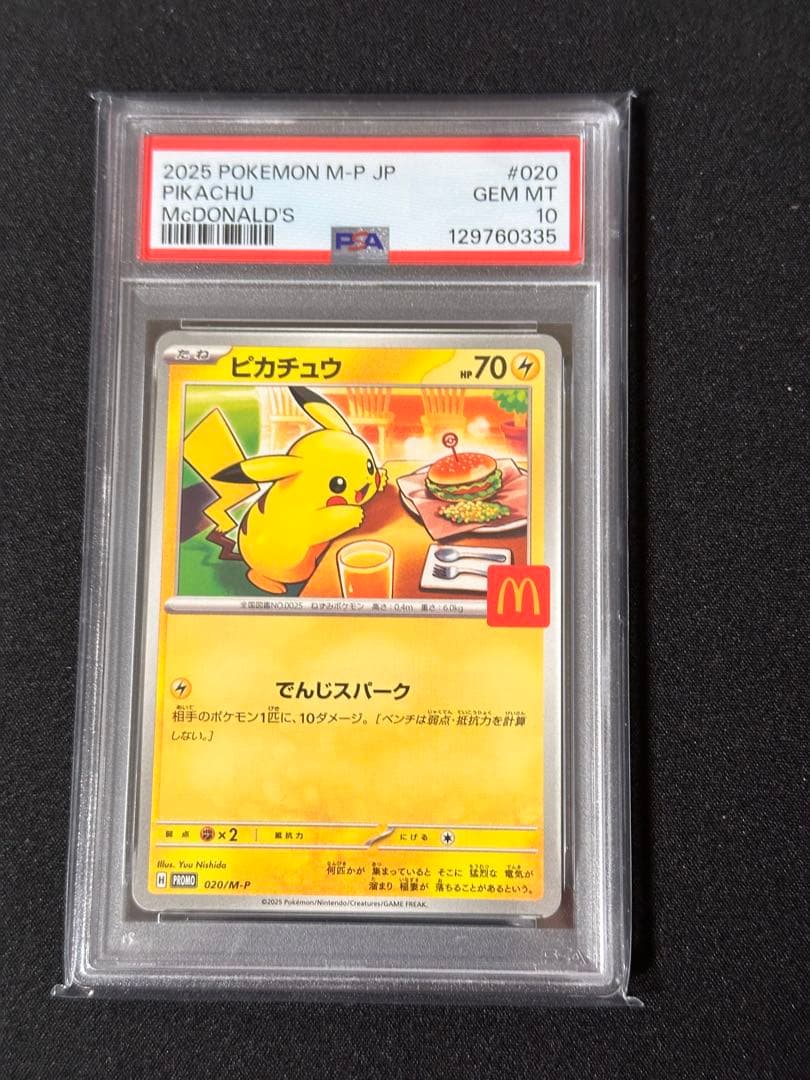 2025 POKEMON M-P JP #020
PIKACHU GEM MT
McDONALD'S 10
PSA 129760335
たね ピカチュウ HP 70
全国図鑑NO.0025 ねずみポケモン 高さ：0.4m 重さ：6.0kg
M
でんじスパーク
相手のポケモン1匹に、10ダメージ。［ベンチは弱点・抵抗力を計算
しない。］
弱点 ×2 抵抗力 にげる
Illus. Yuu Nishida
何匹かが 集まっていると そこに 猛烈な 電気が
溜まり 稲妻が 落ちることがあるという。
PROMO 020/M-P
©2025 Pokémon/Nintendo/Creatures/GAME FREAK.